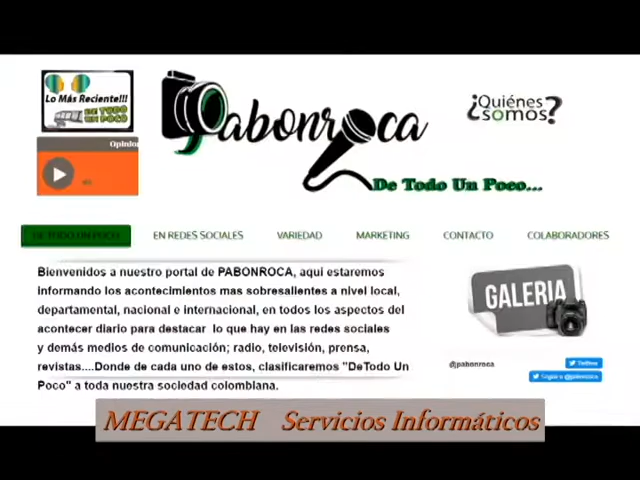 Lo Más Reciente!!!
DE TODO
UN POCO
Opinion
Pabonroca
De Todo Un Poco...
¿Quiénes
somos?
DE TODO UN POCO
EN REDES SOCIALES
VARIEDAD
MARKETING
CONTACTO
COLABORADORES
Bienvenidos a nuestro portal de PABONROCA, aqui estaremos
informando los acontecimientos mas sobresalientes a nivel local,
departamental, nacional e internacional, en todos los aspectos del
acontecer diario para destacar lo que hay en las redes sociales
y demás medios de comunicación; radio, televisión, prensa,
revistas....Donde de cada uno de estos, clasificaremos "DeTodo Un
Poco" a toda nuestra sociedad colombiana.
GALERIA
@pabonroca
Twittear
Seguir a @pabonroca
MEGATECH Servicios Informáticos